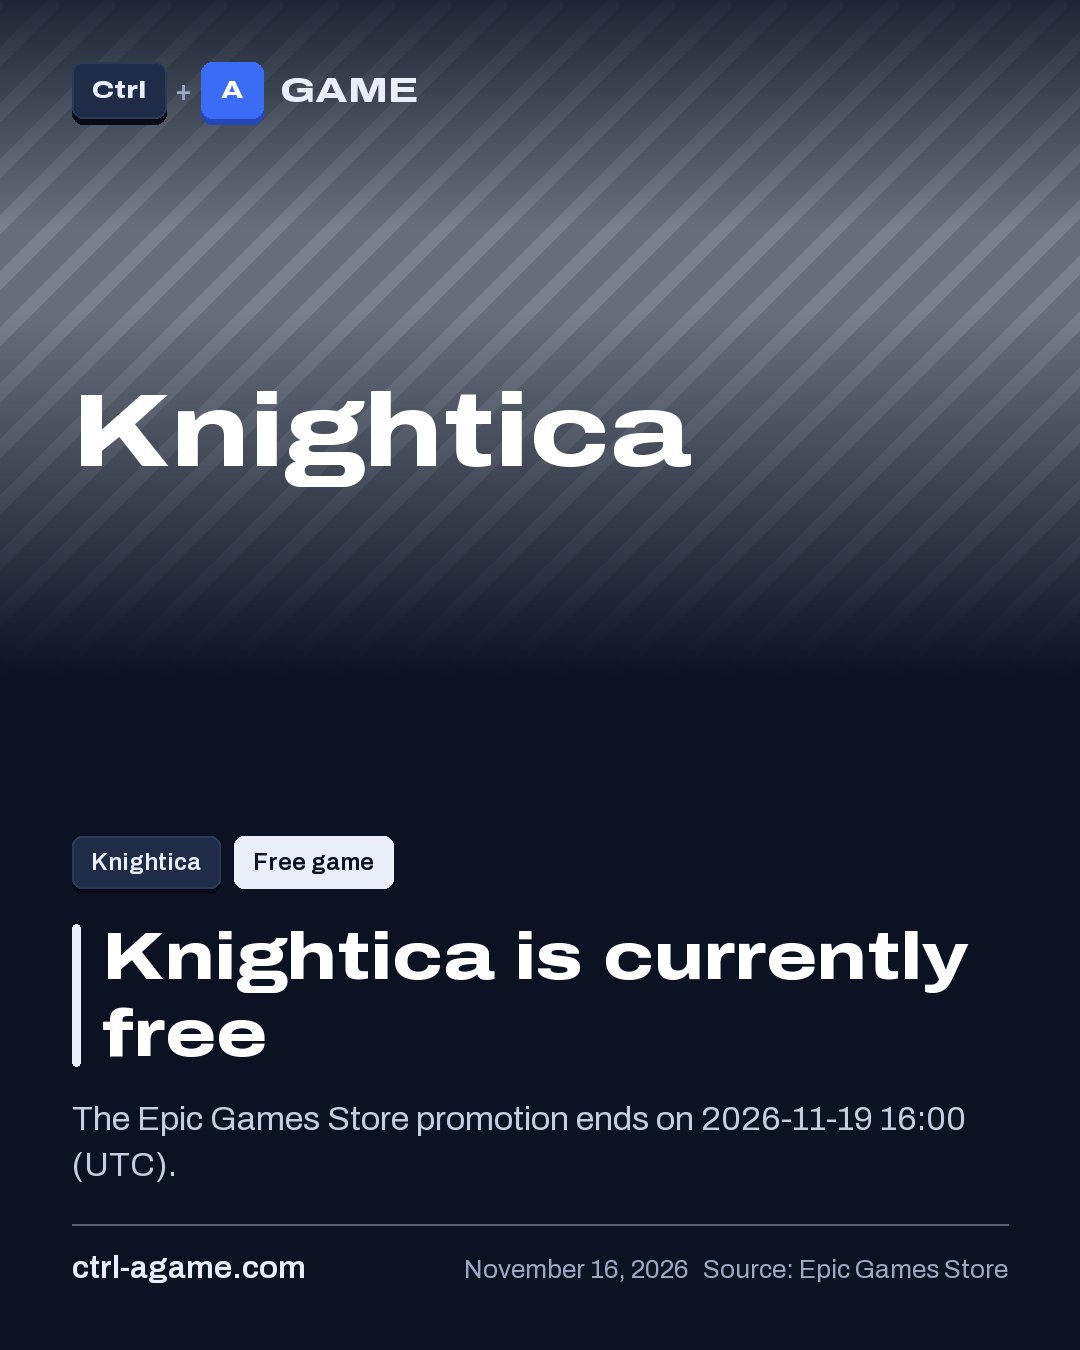 Ctrl + A GAME
Knightica
Knightica Free game
Knightica is currently
free
The Epic Games Store promotion ends on 2026-11-19 16:00
(UTC).
ctrl-agame.com November 16, 2026 Source: Epic Games Store